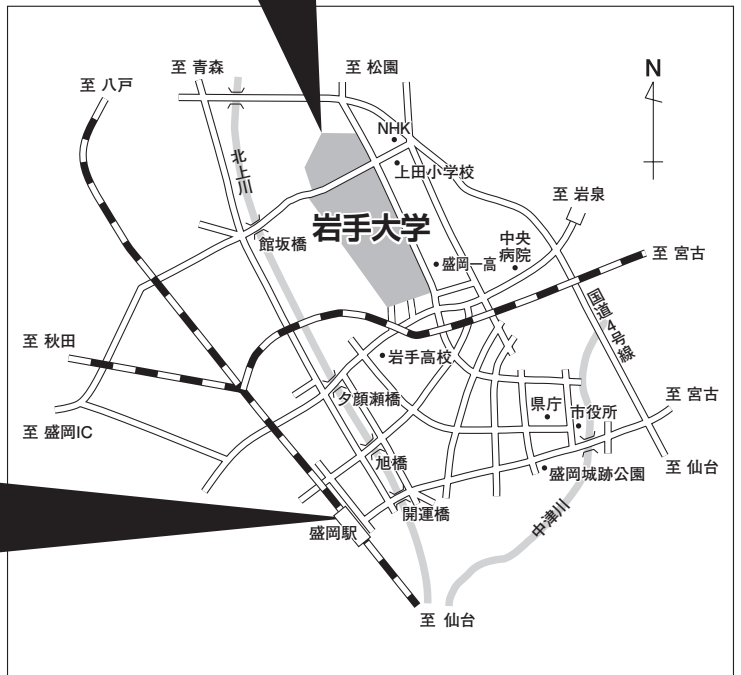 至 青森
至 松園
至 八戸
N
NHK
北上川
上田小学校
至 岩泉
岩手大学
中央
病院
館坂橋
盛岡一高
至 宮古
国道4号線
至 秋田
岩手高校
夕顔瀬橋
県庁
市役所
至 宮古
至 盛岡IC
旭橋
盛岡城跡公園
至 仙台
開運橋
中津川
盛岡駅
至 仙台